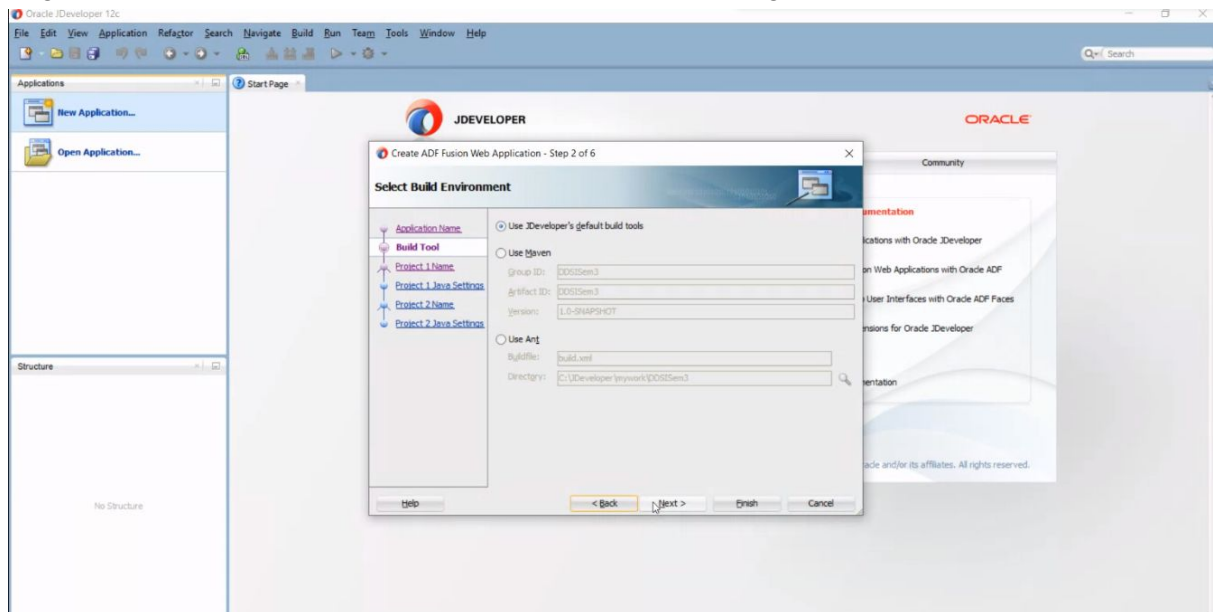 Oracle JDeveloper 12c
File Edit View Application Refactor Search Navigate Build Run Team Tools Window Help
Search
Applications
Start Page
New Application...
Open Application...
JDEVELOPER
ORACLE
Community
Create ADF Fusion Web Application - Step 2 of 6
Select Build Environment
Application Name
Build Tool
Project 1 Name
Project 1 Java Settings
Project 2 Name
Project 2 Java Settings
Use JDeveloper's default build tools
Use Maven
Group ID: DDSISem3
Artifact ID: DDSISem3
Version: 1.0-SNAPSHOT
Use Ant
Buildfile: build.xml
Directory: C:\JDeveloper\mywork\DDSISem3
Help
< Back
Next >
Finish
Cancel
umentation
ications with Oracle JDeveloper
on Web Applications with Oracle ADF
User Interfaces with Oracle ADF Faces
nsions for Oracle JDeveloper
entation
acle and/or its affiliates. All rights reserved.
Structure
No Structure